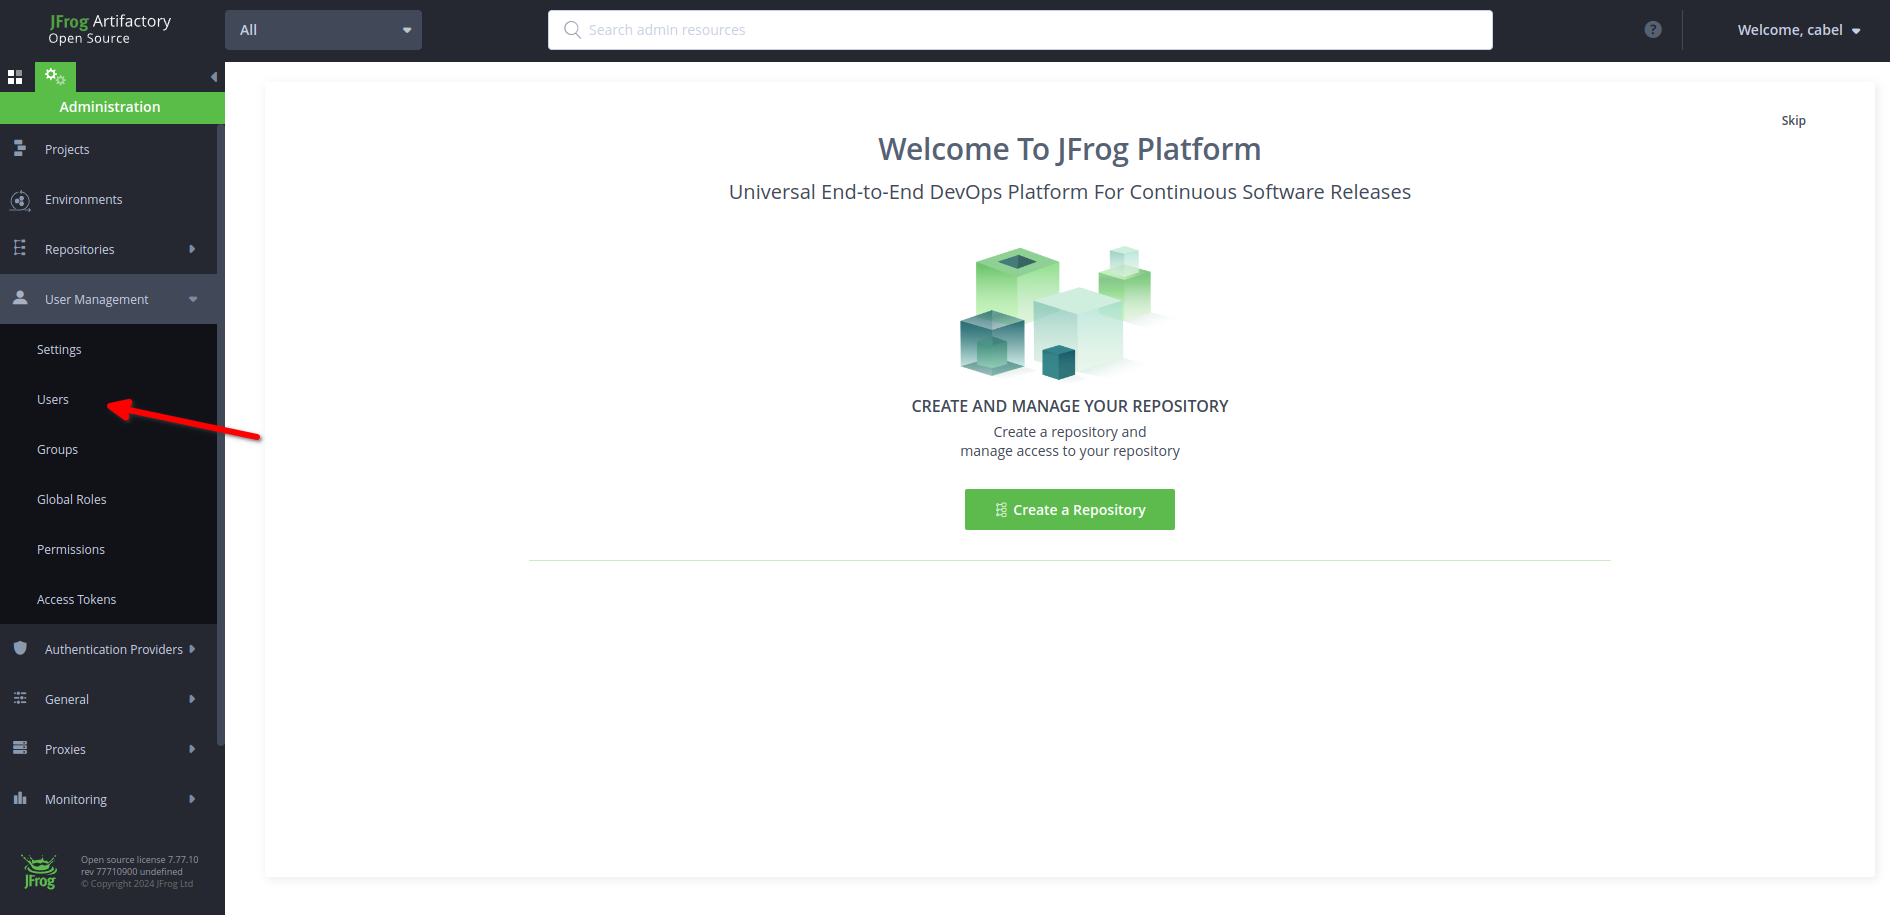 JFrog Artifactory
Open Source
All
Search admin resources
?
Welcome, cabel
Administration
Projects
Environments
Repositories
User Management
Settings
Users
Groups
Global Roles
Permissions
Access Tokens
Authentication Providers
General
Proxies
Monitoring
JFrog
Open source license 7.77.10
rev 77710900 undefined
© Copyright 2024 JFrog Ltd
Skip
Welcome To JFrog Platform
Universal End-to-End DevOps Platform For Continuous Software Releases
CREATE AND MANAGE YOUR REPOSITORY
Create a repository and
manage access to your repository
Create a Repository